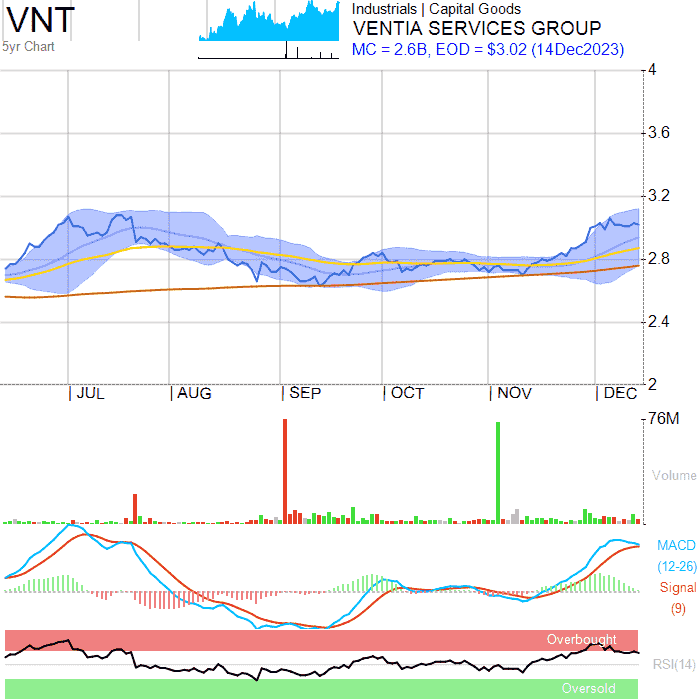 VNT
5yr Chart
Industrials | Capital Goods
VENTIA SERVICES GROUP
MC = 2.6B, EOD = $3.02 (14Dec2023)
4
3.6
3.2
2.8
2.4
2
JUL AUG SEP OCT NOV DEC
76M
Volume
MACD
(12-26)
Signal
(9)
Overbought
RSI(14)
Oversold